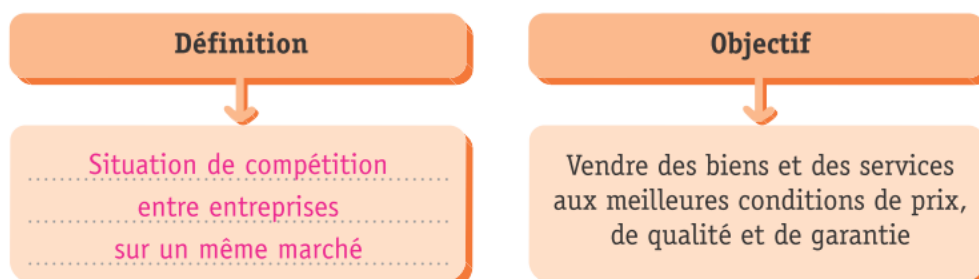 Définition
Situation de compétition
entre entreprises
sur un même marché
Objectif
Vendre des biens et des services
aux meilleures conditions de prix,
de qualité et de garantie